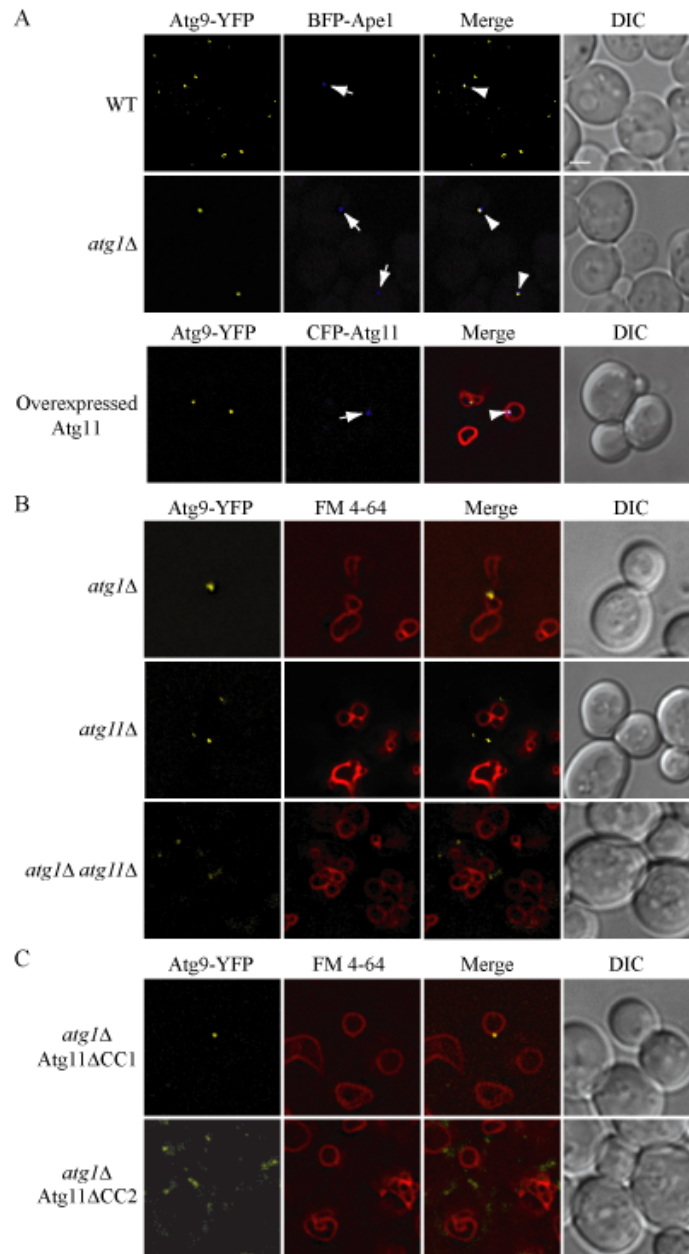 A
Atg9-YFP BFP-Ape1 Merge DIC
WT
atg1Δ
Atg9-YFP CFP-Atg11 Merge DIC
Overexpressed
Atg11
B
Atg9-YFP FM 4-64 Merge DIC
atg1Δ
atg11Δ
atg1Δ atg11Δ
C
Atg9-YFP FM 4-64 Merge DIC
atg1Δ
Atg11ΔCC1
atg1Δ
Atg11ΔCC2